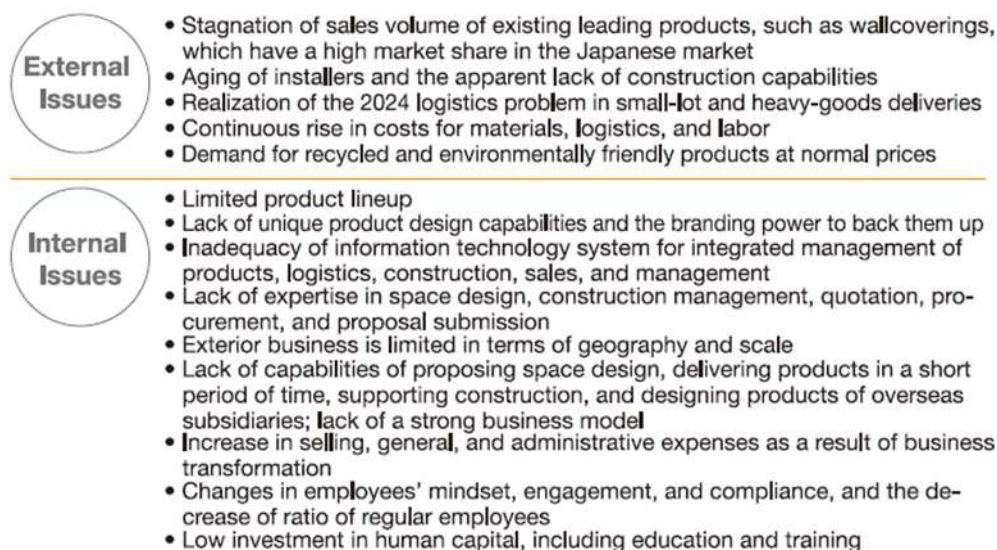 External
Issues
• Stagnation of sales volume of existing leading products, such as wallcoverings,
which have a high market share in the Japanese market
• Aging of installers and the apparent lack of construction capabilities
• Realization of the 2024 logistics problem in small-lot and heavy-goods deliveries
• Continuous rise in costs for materials, logistics, and labor
• Demand for recycled and environmentally friendly products at normal prices
Internal
Issues
• Limited product lineup
• Lack of unique product design capabilities and the branding power to back them up
• Inadequacy of information technology system for integrated management of
products, logistics, construction, sales, and management
• Lack of expertise in space design, construction management, quotation, pro-
curement, and proposal submission
• Exterior business is limited in terms of geography and scale
• Lack of capabilities of proposing space design, delivering products in a short
period of time, supporting construction, and designing products of overseas
subsidiaries; lack of a strong business model
• Increase in selling, general, and administrative expenses as a result of business
transformation
• Changes in employees' mindset, engagement, and compliance, and the de-
crease of ratio of regular employees
• Low investment in human capital, including education and training